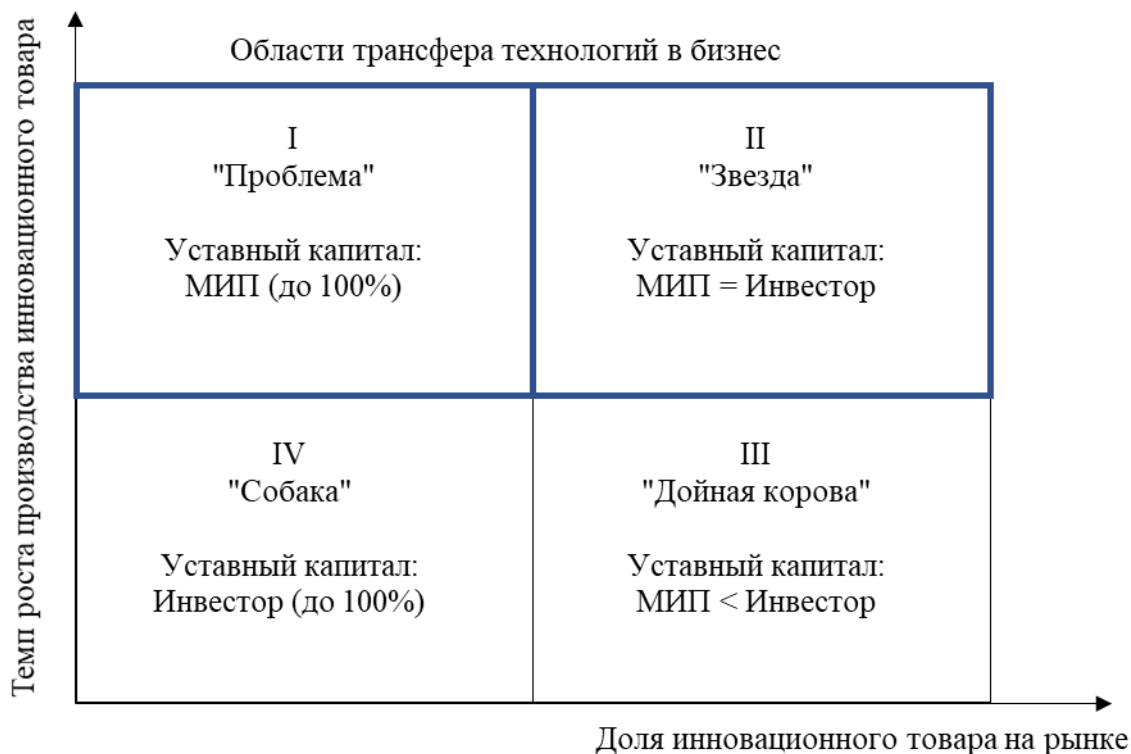 Темп роста производства инновационного товара
Области трансфера технологий в бизнес
I
"Проблема"
Уставный капитал:
МИП (до 100%)
II
"Звезда"
Уставный капитал:
МИП = Инвестор
IV
"Собака"
Уставный капитал:
Инвестор (до 100%)
III
"Дойная корова"
Уставный капитал:
МИП < Инвестор
Доля инновационного товара на рынке